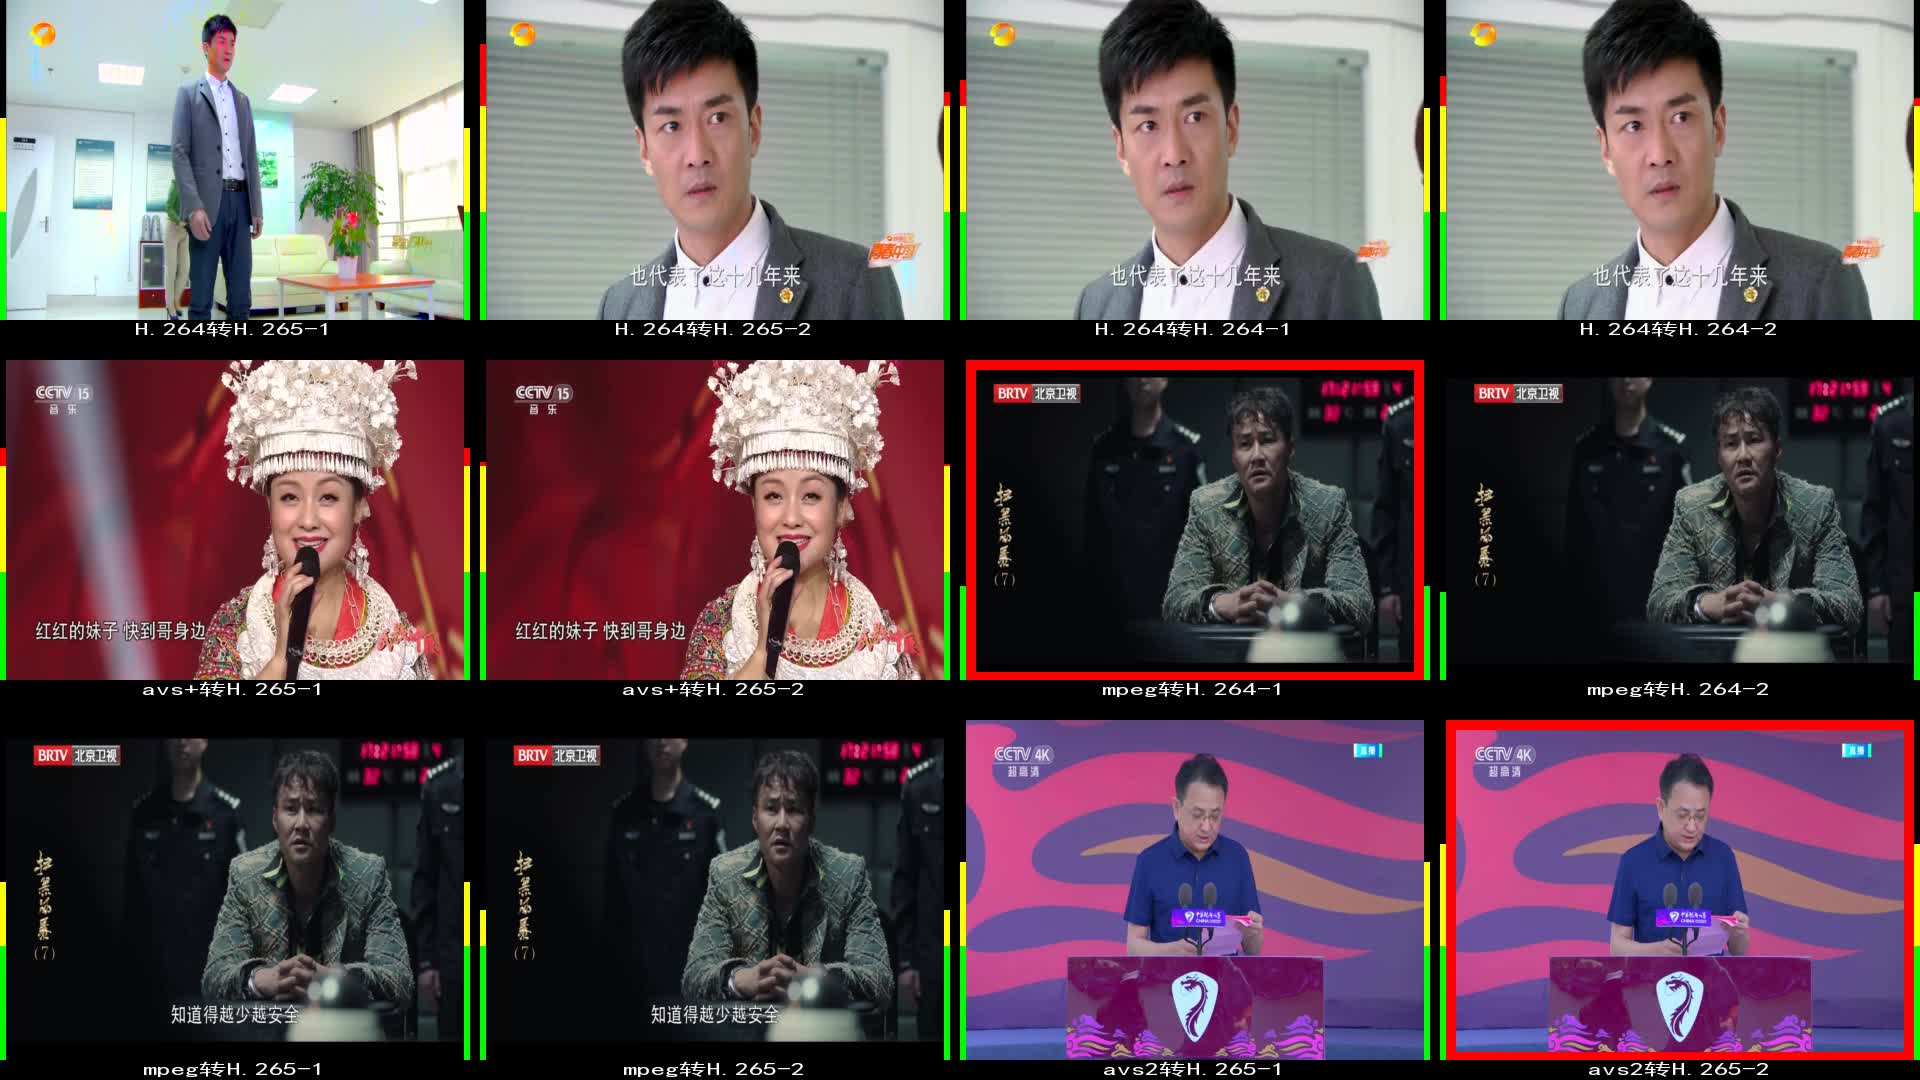 也代表了这十几年来
也代表了这十几年来
也代表了这十几年来
H.264转H.265-1
H.264转H.265-2
H.264转H.264-1
H.264转H.264-2
CCTV 15
音乐
红红的妹子 快到哥身边
CCTV 15
音乐
红红的妹子 快到哥身边
BRTV 北京卫视
扫黑风暴
(7)
BRTV 北京卫视
扫黑风暴
(7)
avs+转H.265-1
avs+转H.265-2
mpeg转H.264-1
mpeg转H.264-2
BRTV 北京卫视
扫黑风暴
(7)
知道得越少越安全
BRTV 北京卫视
扫黑风暴
(7)
知道得越少越安全
CCTV 4K
超高清
直播
CCTV 4K
超高清
直播
mpeg转H.265-1
mpeg转H.265-2
avs2转H.265-1
avs2转H.265-2